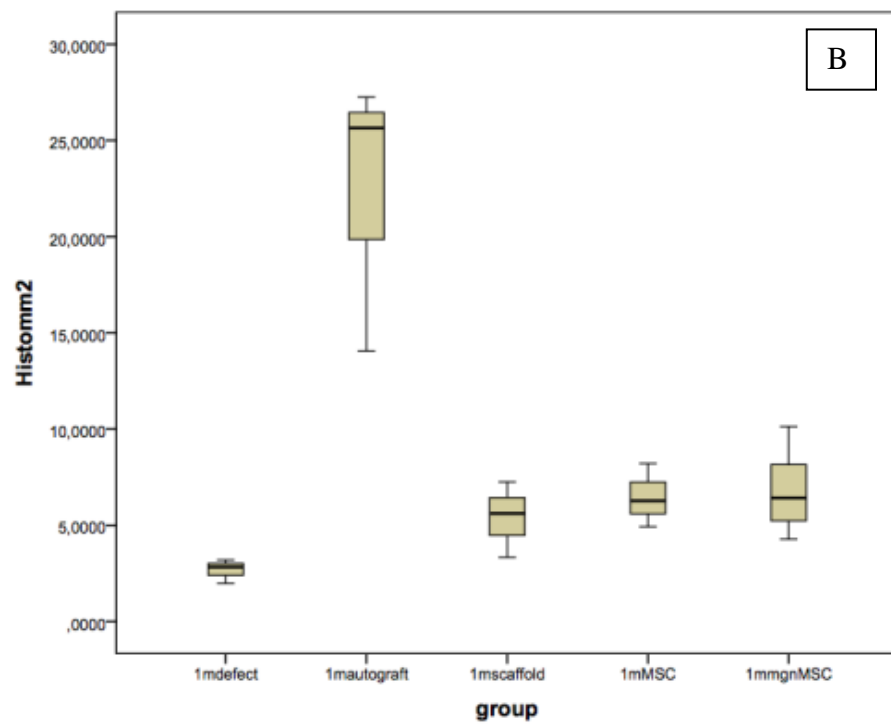 B
30,0000
25,0000
20,0000
15,0000
10,0000
5,0000
,0000
Histomm2
1mdefect 1mautograft 1mscaffold 1mMSC 1mmgnMSC
group